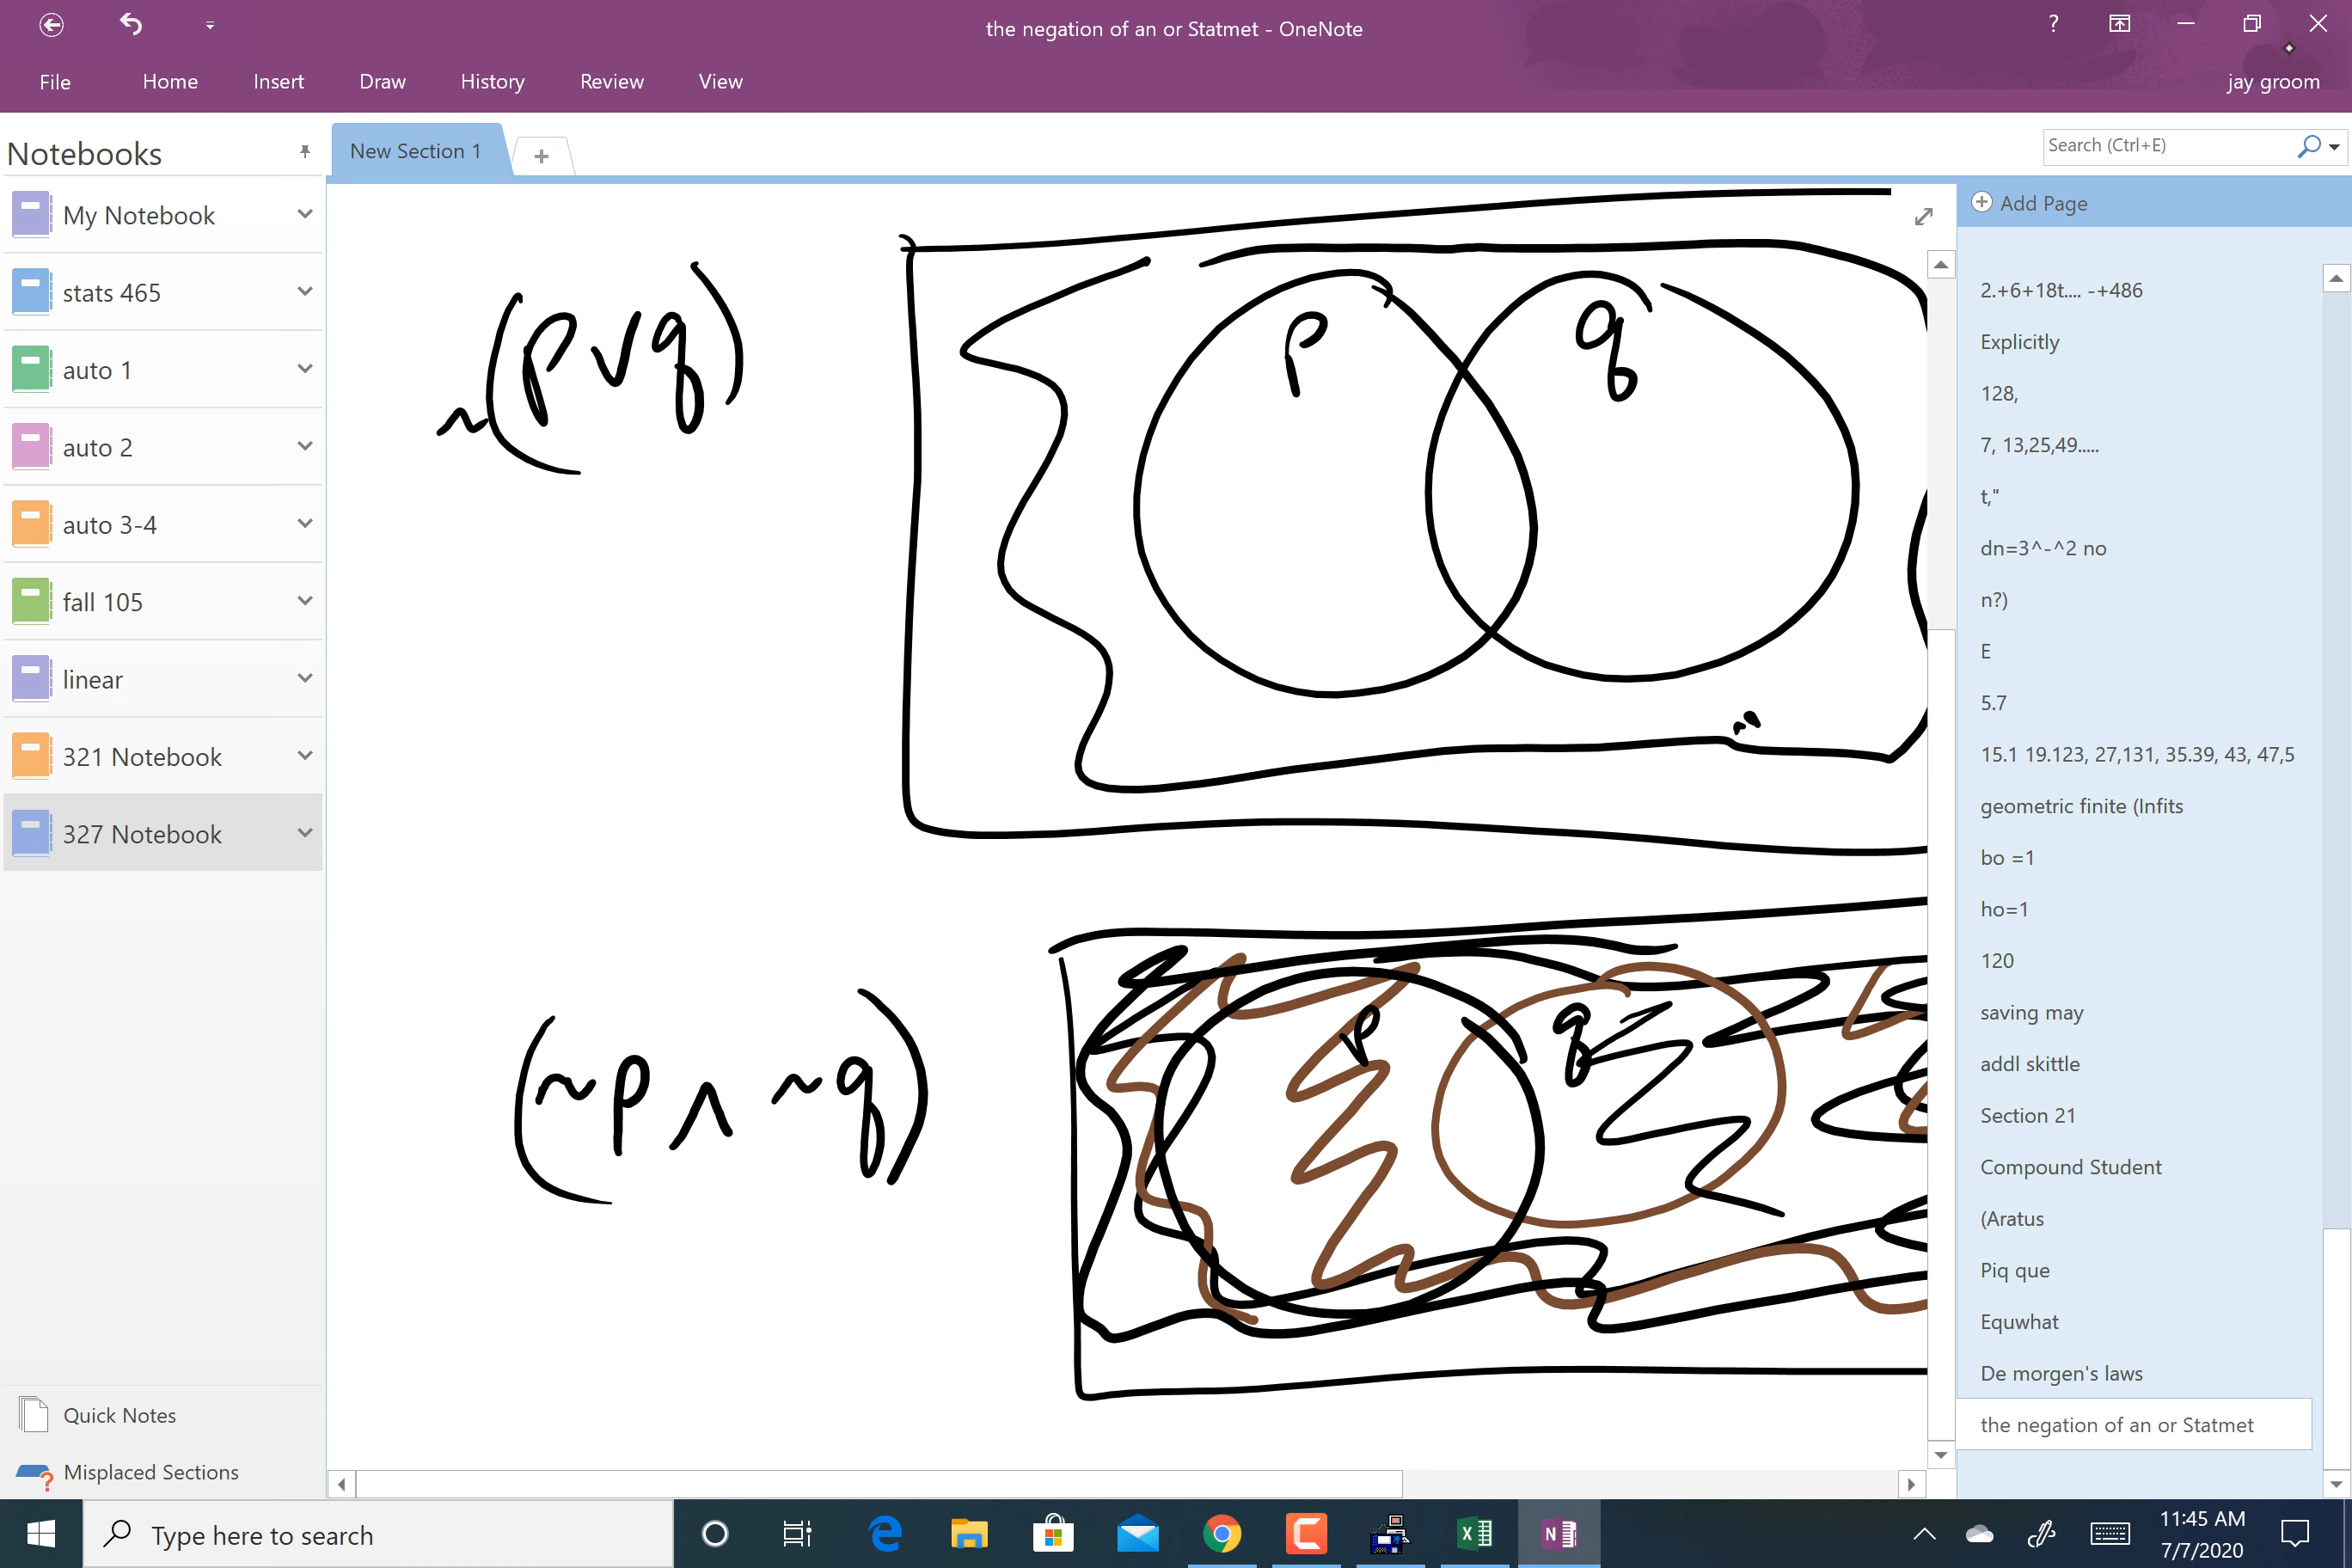 the negation of an or Statmet - OneNote
?
File Home Insert Draw History Review View
jay groom
Notebooks
New Section 1
+
Search (Ctrl+E)
My Notebook
stats 465
auto 1
auto 2
auto 3-4
fall 105
linear
321 Notebook
327 Notebook
Quick Notes
Misplaced Sections
~(p∨q)
p q
(~p ∧ ~q)
p q
Add Page
2.+6+18t.... -+486
Explicitly
128,
7, 13,25,49.....
t,"
dn=3^-^2 no
n?)
E
5.7
15.1 19.123, 27,131, 35.39, 43, 47,5
geometric finite (Infits
bo =1
ho=1
120
saving may
addl skittle
Section 21
Compound Student
(Aratus
Piq que
Equwhat
De morgen's laws
the negation of an or Statmet
Type here to search
11:45 AM
7/7/2020